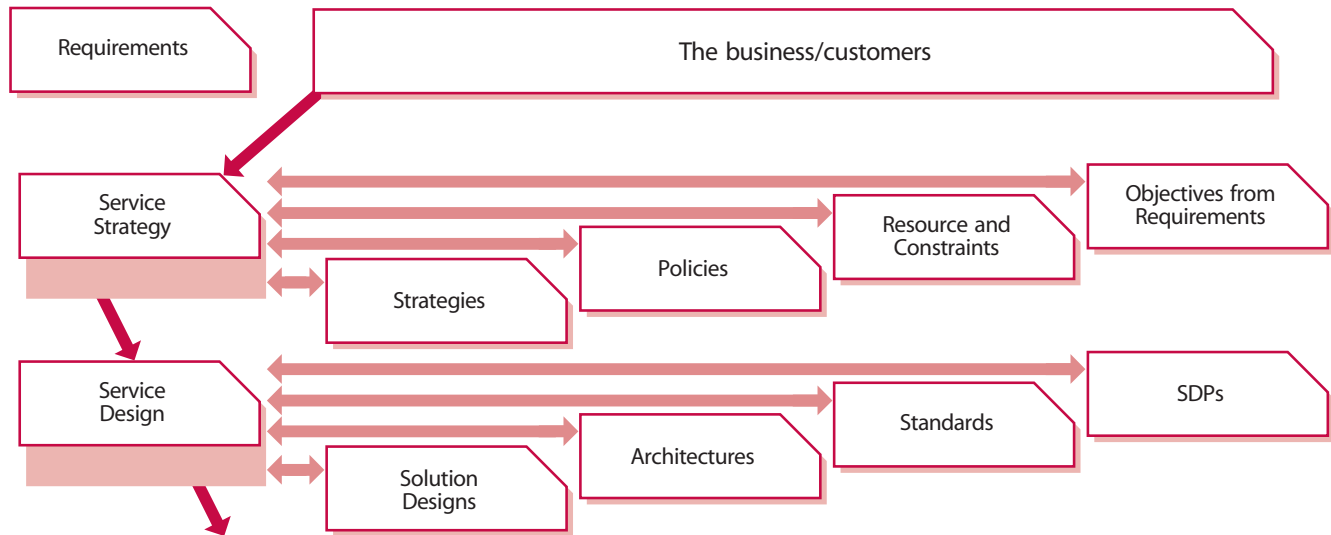 Requirements
The business/customers
Service
Strategy
Objectives from
Requirements
Resource and
Constraints
Policies
Strategies
Service
Design
SDPs
Standards
Architectures
Solution
Designs